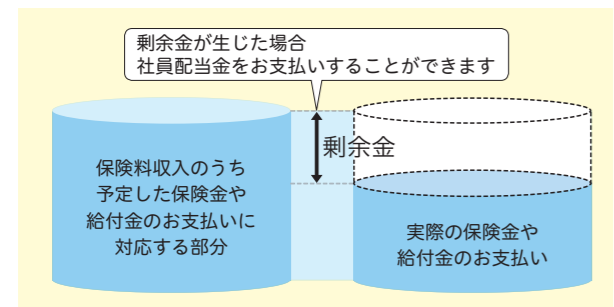 剰余金が生じた場合
社員配当金をお支払いすることができます
剰余金
保険料収入のうち
予定した保険金や
給付金のお支払いに
対応する部分
実際の保険金や
給付金のお支払い